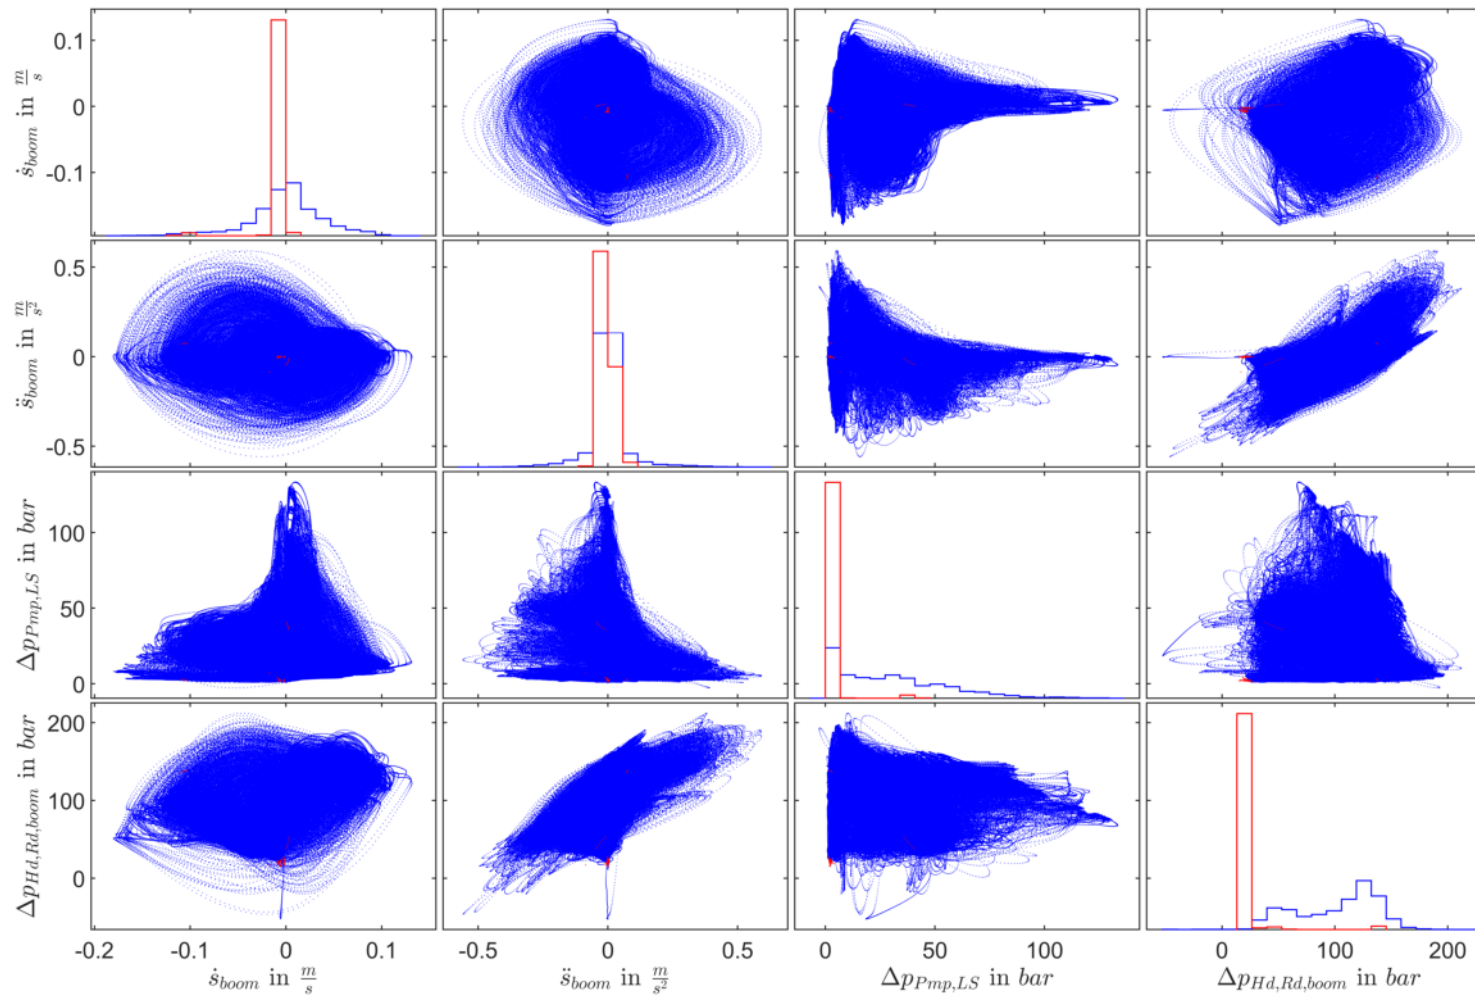 0.1
0
-0.1
ṡ_boom in m/s
0.5
0
-0.5
s̈_boom in m/s²
100
50
0
Δp_Pmp,LS in bar
200
100
0
Δp_Hd,Rd,boom in bar
-0.2 -0.1 0 0.1
-0.5 0 0.5
0 50 100
0 100 200
ṡ_boom in m/s
s̈_boom in m/s²
Δp_Pmp,LS in bar
Δp_Hd,Rd,boom in bar